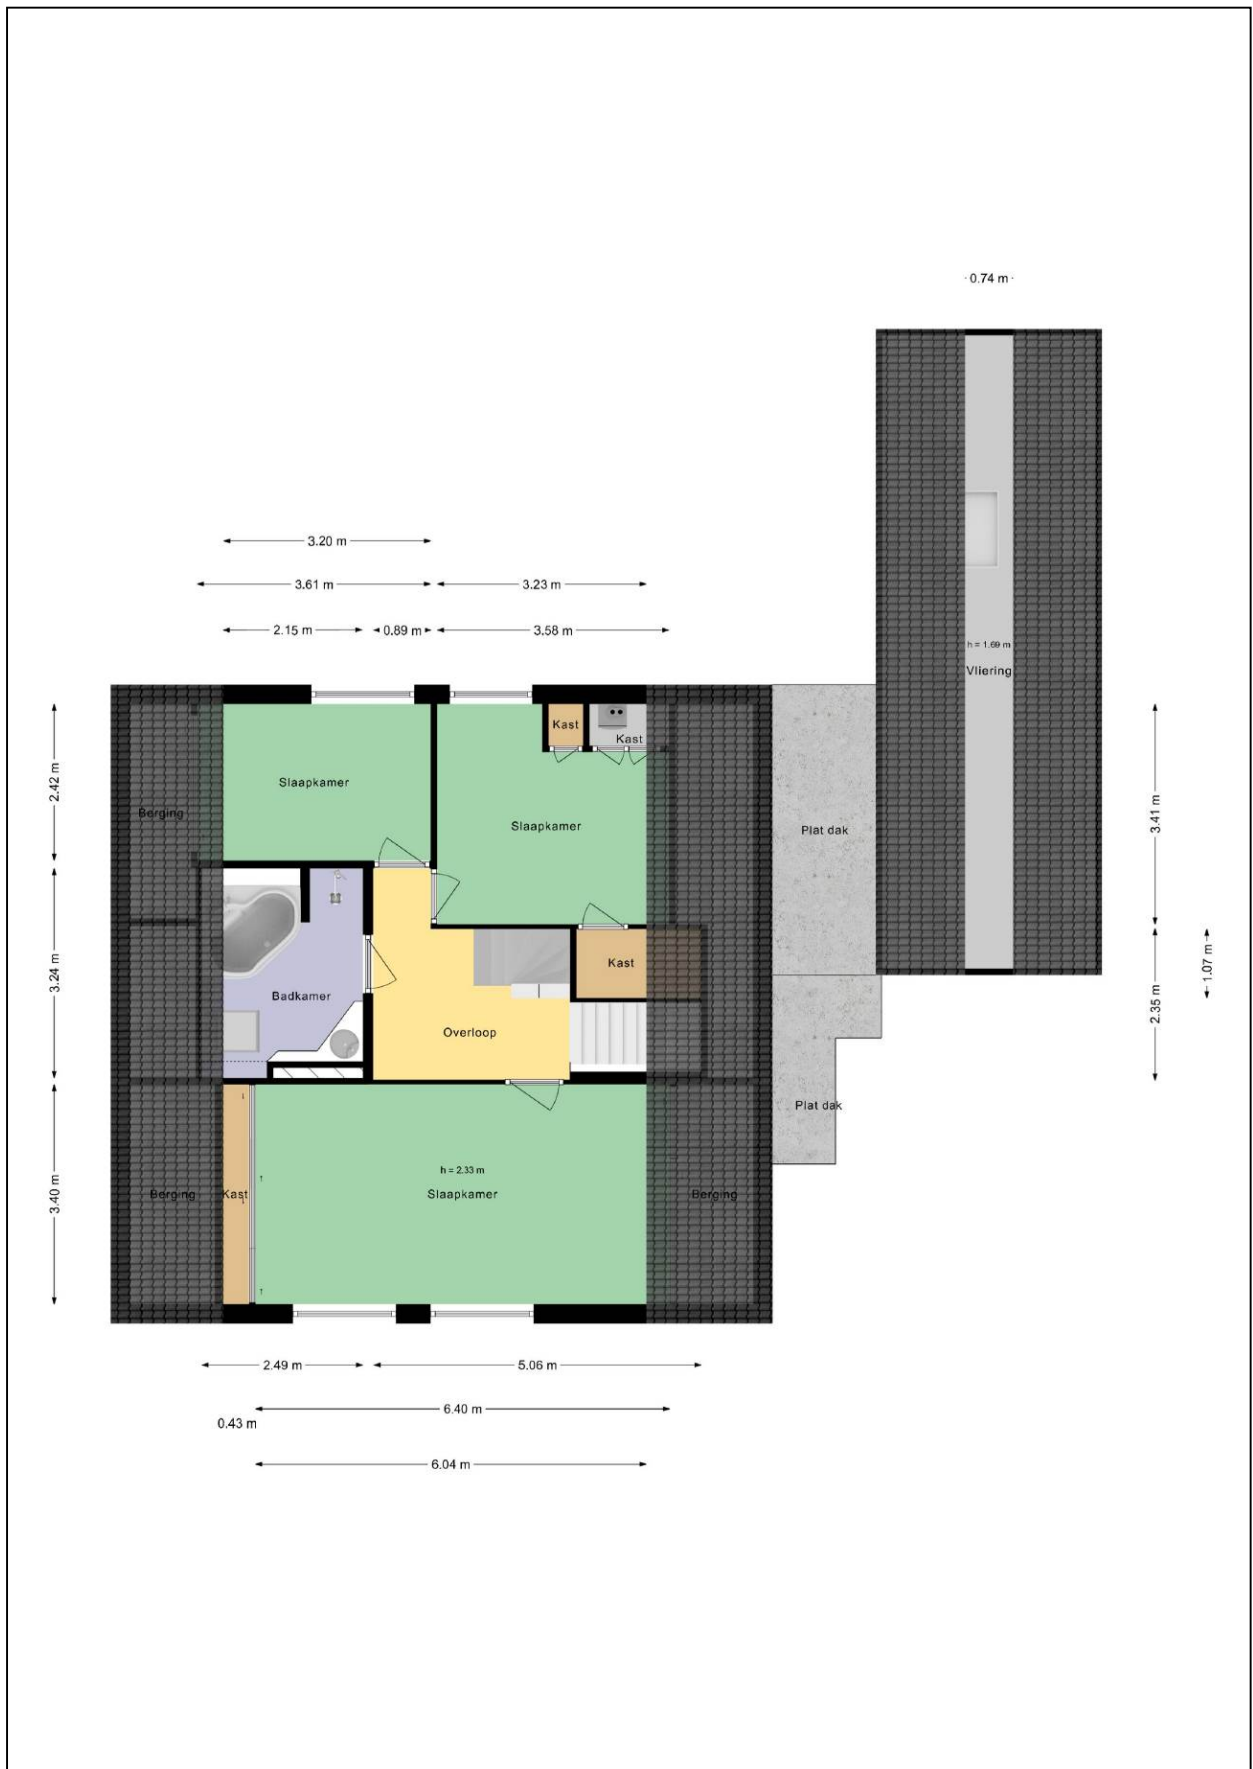 0.74 m
3.20 m
3.61 m
3.23 m
2.15 m
0.89 m
3.58 m
h = 1.69 m
Vliering
Kast
Kast
2.42 m
Slaapkamer
Berging
Slaapkamer
Plat dak
3.41 m
3.24 m
Badkamer
Kast
Overloop
1.07 m
2.35 m
Plat dak
3.40 m
h = 2.33 m
Berging
Kast
Slaapkamer
Berging
2.49 m
5.06 m
6.40 m
0.43 m
6.04 m